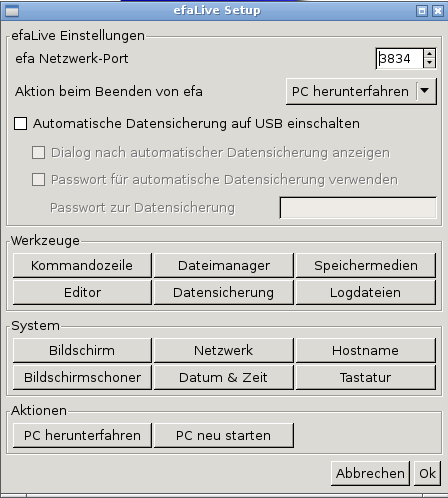 efaLive Setup
efaLive Einstellungen
efa Netzwerk-Port 3834
Aktion beim Beenden von efa PC herunterfahren
Automatische Datensicherung auf USB einschalten
Dialog nach automatischer Datensicherung anzeigen
Passwort für automatische Datensicherung verwenden
Passwort zur Datensicherung
Werkzeuge
Kommandozeile Dateimanager Speichermedien
Editor Datensicherung Logdateien
System
Bildschirm Netzwerk Hostname
Bildschirmschoner Datum & Zeit Tastatur
Aktionen
PC herunterfahren PC neu starten
Abbrechen Ok